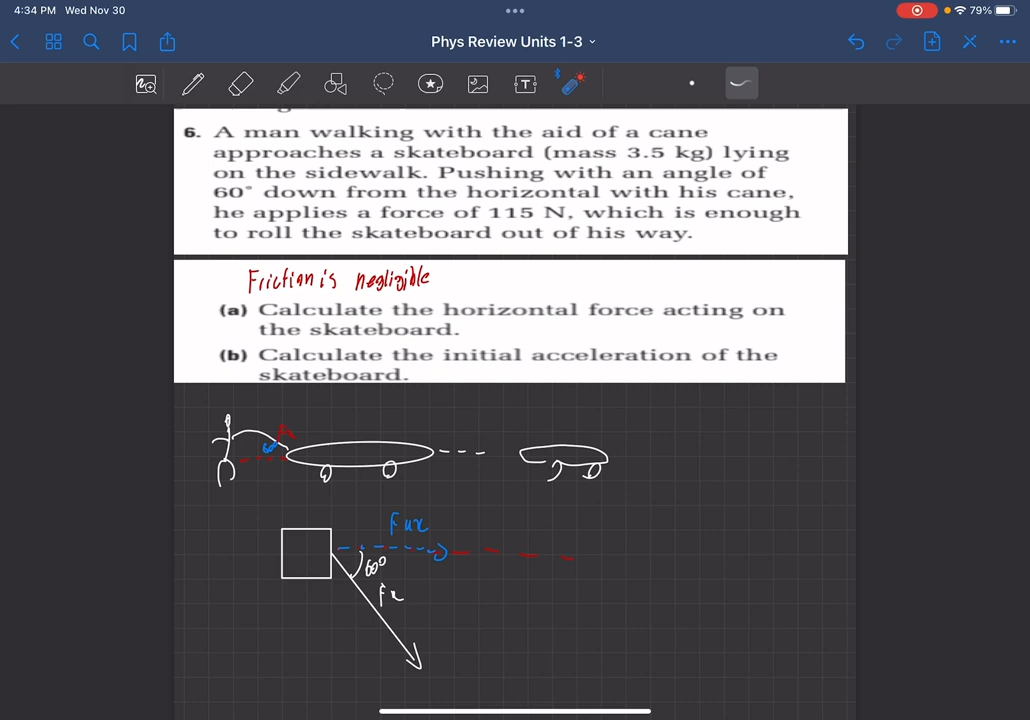 4:34 PM Wed Nov 30
79%
Phys Review Units 1-3
T
6. A man walking with the aid of a cane
approaches a skateboard (mass 3.5 kg) lying
on the sidewalk. Pushing with an angle of
60° down from the horizontal with his cane,
he applies a force of 115 N, which is enough
to roll the skateboard out of his way.
Friction is negligible
(a) Calculate the horizontal force acting on
the skateboard.
(b) Calculate the initial acceleration of the
skateboard.
60°
Fux
60°